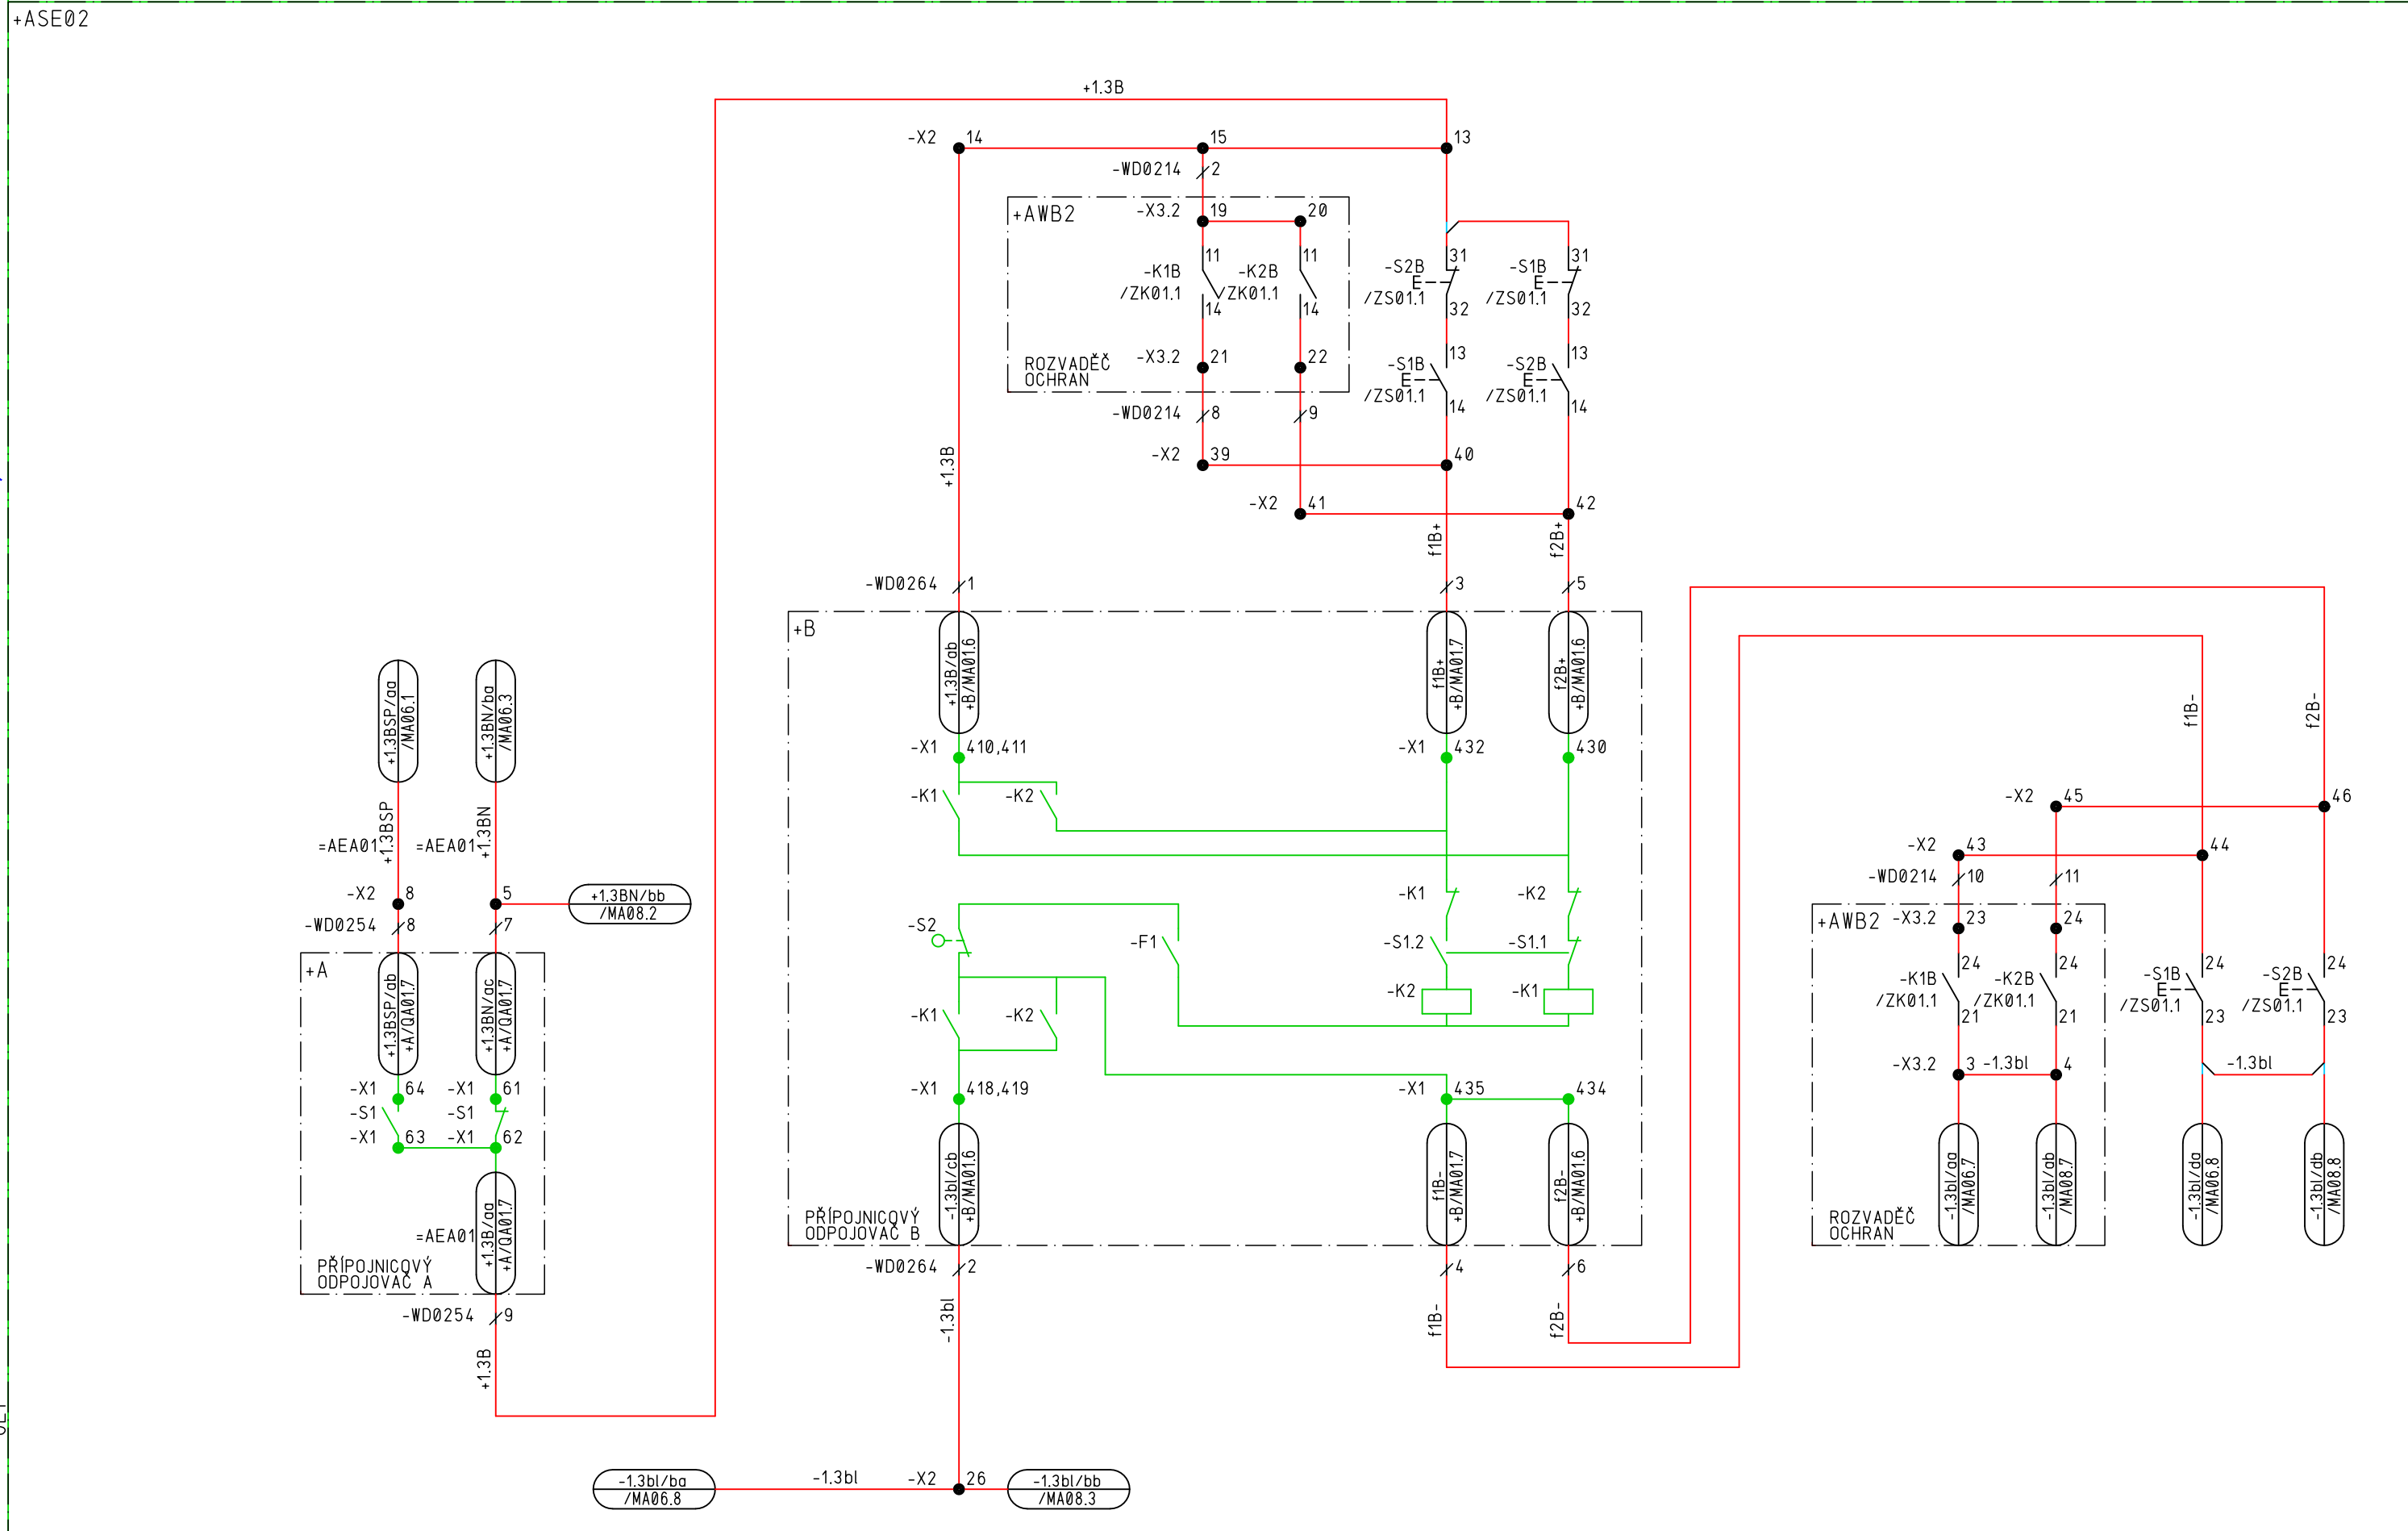 +ASE02
+1.3B
-X2 14 15 13
-WD0214 2
+AWB2 -X3.2 19 20
11 11 31 31
-K1B -K2B -S2B -S1B
/ZK01.1 /ZK01.1 /ZS01.1 /ZS01.1
14 14 32 32
13 13
-X3.2 21 22 -S1B -S2B
ROZVADĚČ
OCHRAN
/ZS01.1 /ZS01.1
14 14
-WD0214 8 9
-X2 39 40
+1.3B
-X2 41 42
f1B+ f2B+
-WD0264 1 3 5
+B
+1.3B/ab
+B/MA01.6
f1B+
+B/MA01.7
f2B+
+B/MA01.6
-X1 410,411 -X1 432 430
-K1 -K2
-K1 -K2
-S2 -F1 -S1.2 -S1.1
-K2 -K1
-K1 -K2
-X1 418,419 -X1 435 434
-1.3bl/cb
+B/MA01.6
f1B-
+B/MA01.7
f2B-
+B/MA01.6
PŘÍPOJNICOVÝ
ODPOJOVAČ B
-WD0264 2 4 6
-1.3bl f1B- f2B-
+1.3BSP/aa
/MA06.1
+1.3BN/ba
/MA06.3
+1.3BSP +1.3BN
=AEA01 =AEA01
-X2 8 5
+1.3BN/bb
/MA08.2
-WD0254 8 7
+A
+1.3BSP/ab
+A/QA01.7
+1.3BN/ac
+A/QA01.7
-X1 64 -X1 61
-S1 -S1
-X1 63 -X1 62
=AEA01
+1.3B/aa
+A/QA01.7
PŘÍPOJNICOVÝ
ODPOJOVAČ A
-WD0254 9
+1.3B
-1.3bl/ba
/MA06.8
-1.3bl
-X2 26
-1.3bl/bb
/MA08.3
f1B- f2B-
-X2 45 46
-X2 43 44
-WD0214 10 11
+AWB2 -X3.2 23 24
24 24 24 24
-K1B -K2B -S1B -S2B
/ZK01.1 /ZK01.1 /ZS01.1 /ZS01.1
21 21 23 23
-X3.2 3 -1.3bl 4 -1.3bl
-1.3bl/aa
/MA06.7
-1.3bl/ab
/MA08.7
-1.3bl/da
/MA06.8
-1.3bl/db
/MA08.8
ROZVADĚČ
OCHRAN